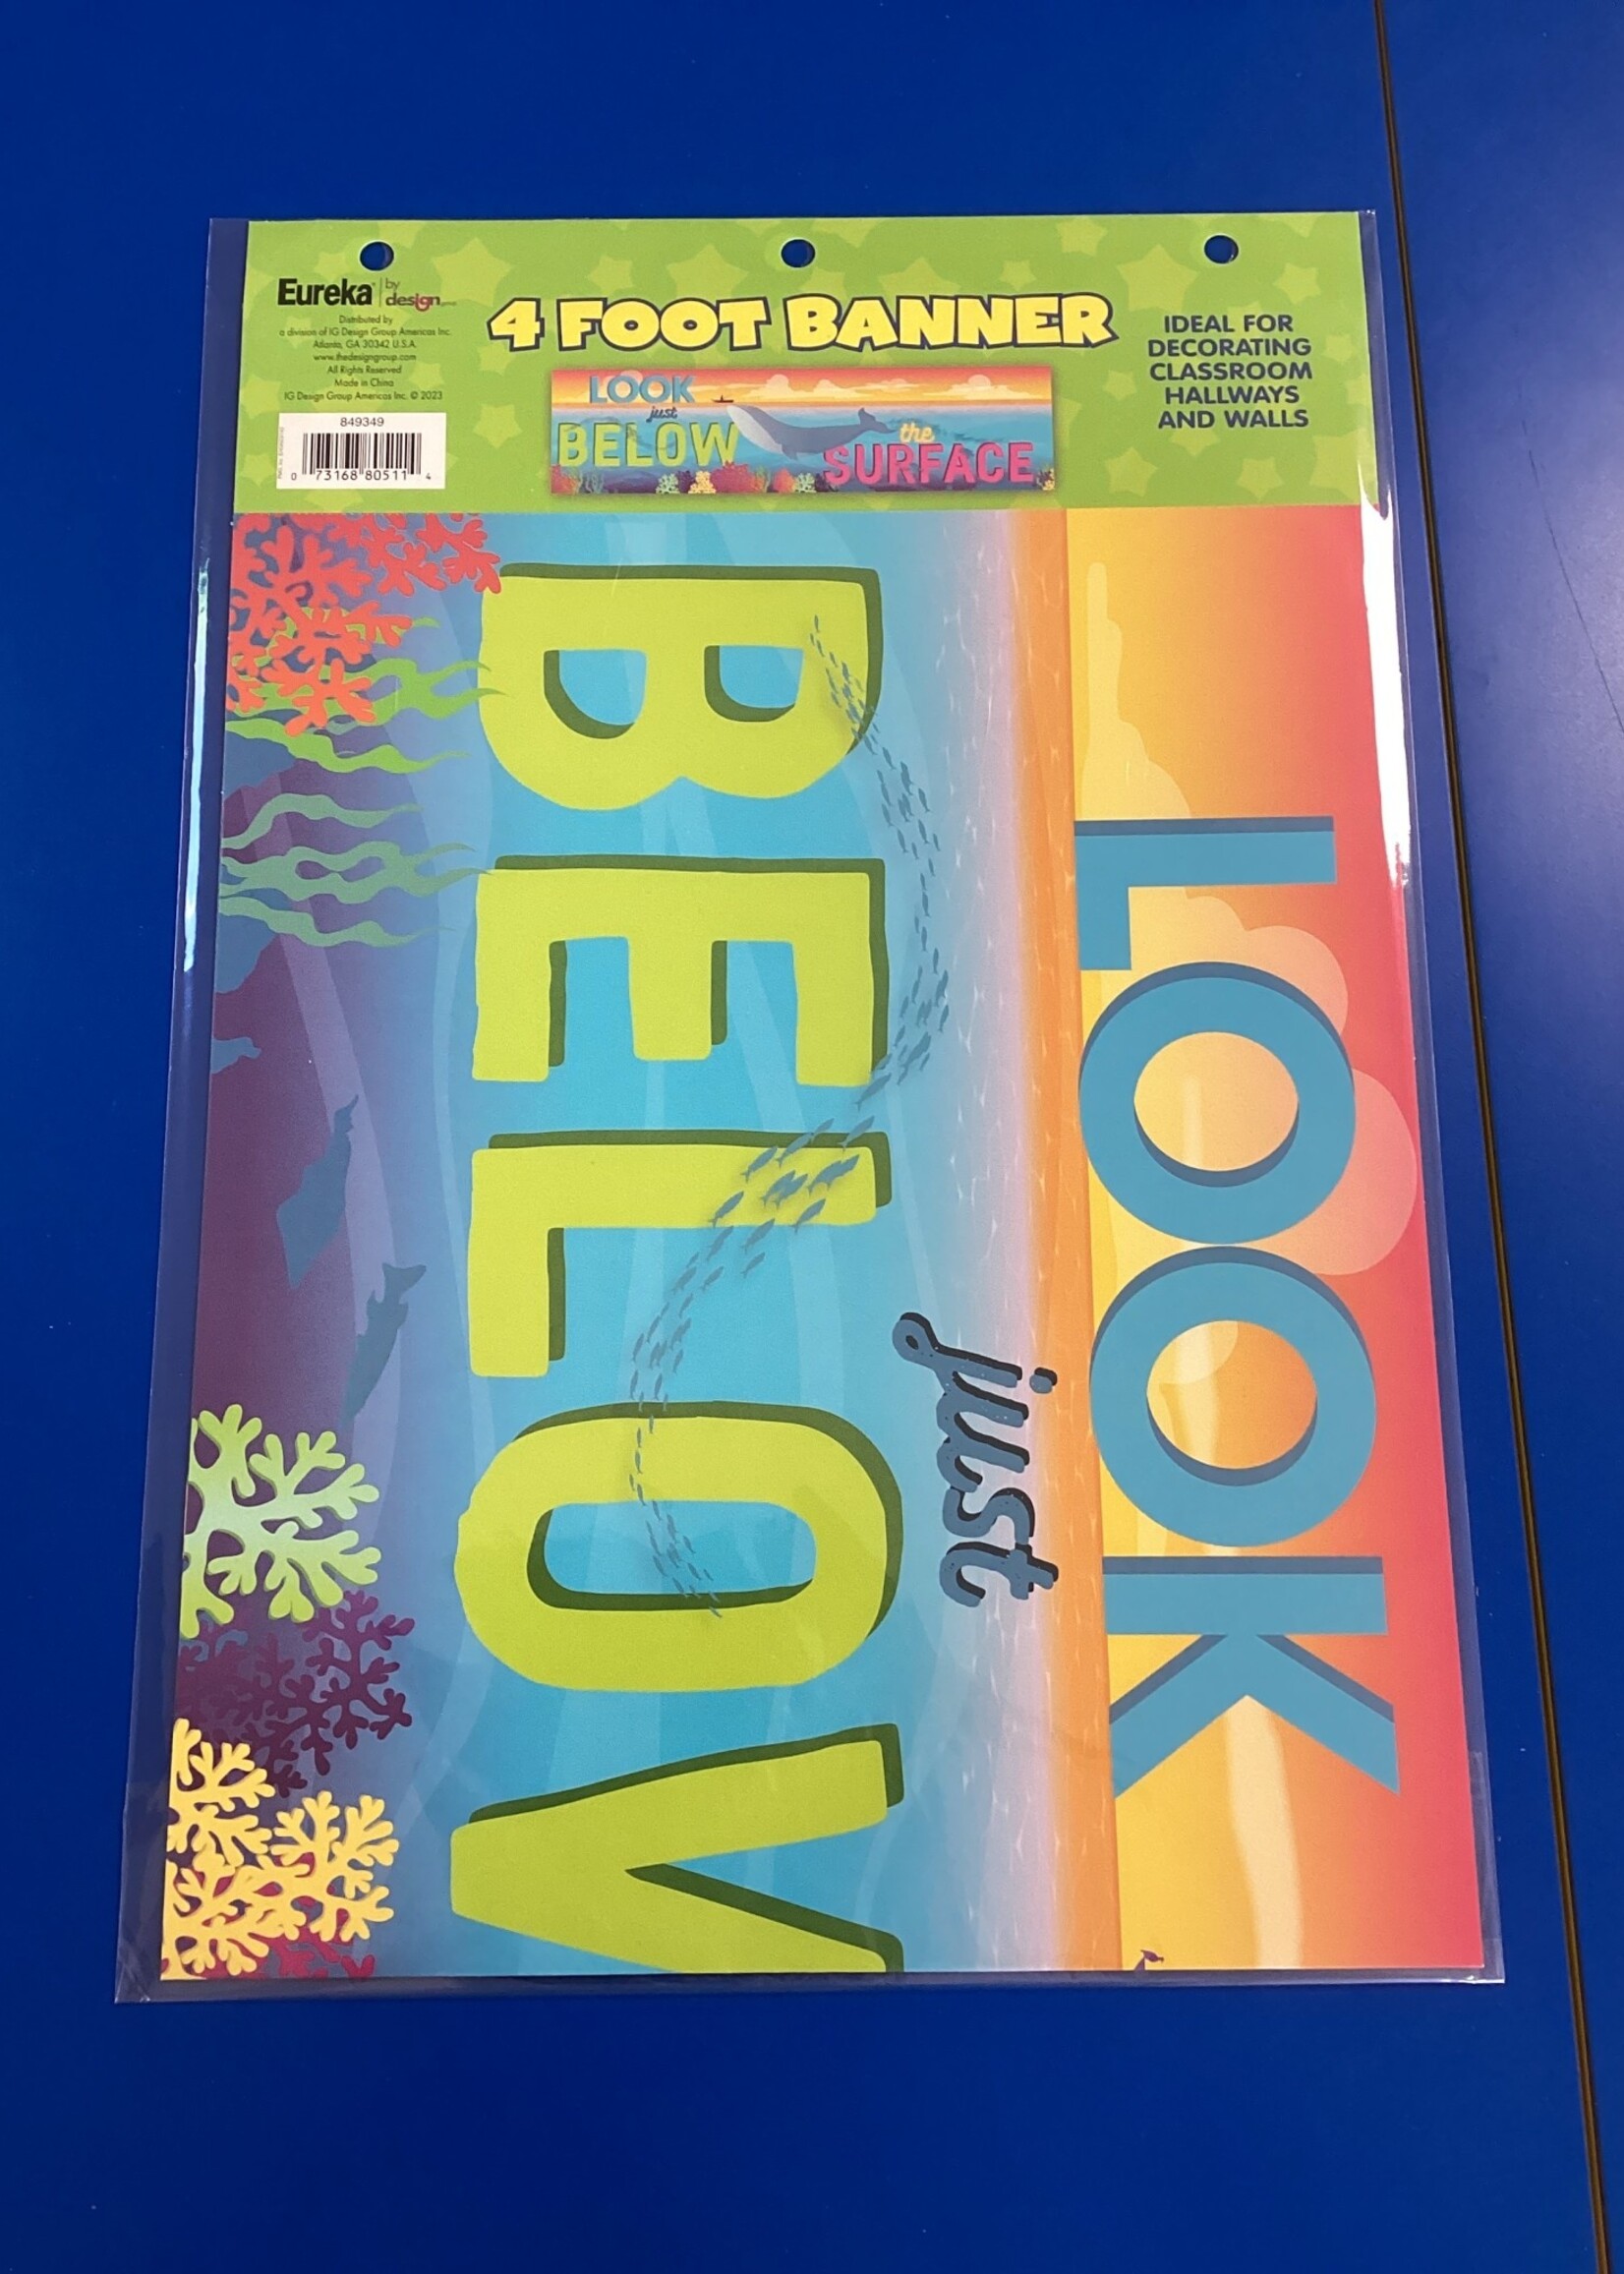 Eureka by design
Distributed by
a division of IG Design Group Americas Inc.
Atlanta, GA 30342 U.S.A.
www.thedesigngroup.com
All Rights Reserved
Made in China
IG Design Group Americas Inc. © 2023
849349
0 73168 80511 4
4 FOOT BANNER
LOOK
just
BELOW
the
SURFACE
IDEAL FOR
DECORATING
CLASSROOM
HALLWAYS
AND WALLS
LOOK
just
BELOW